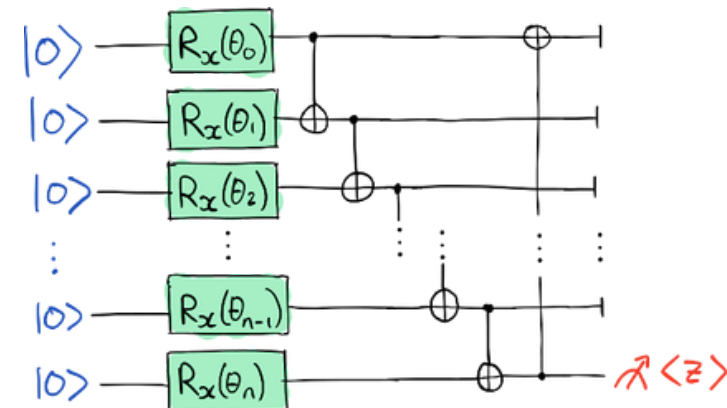 |0⟩ Rx(θ0)
|0⟩ Rx(θ1)
|0⟩ Rx(θ2)
⋮ ⋮ ⋮ ⋮ ⋮ ⋮
|0⟩ Rx(θn-1)
|0⟩ Rx(θn) <z>